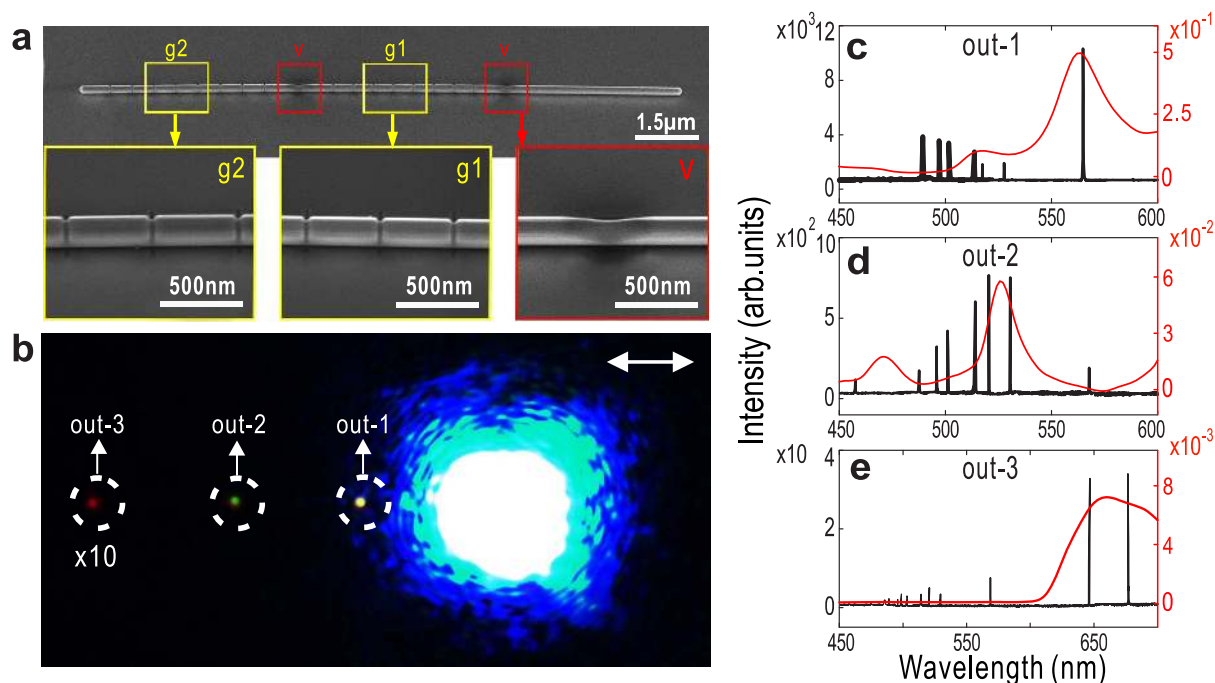 a
g2
v
g1
v
1.5μm
g2
500nm
g1
500nm
V
500nm
b
out-3
out-2
out-1
x10
Intensity (arb.units)
x10³
x10⁻¹
c
out-1
12
8
4
0
5
2.5
0
450
500
550
600
x10²
x10⁻²
d
out-2
10
5
0
6
3
0
450
500
550
600
x10
x10⁻³
e
out-3
4
2
0
8
4
0
450
550
650
Wavelength (nm)